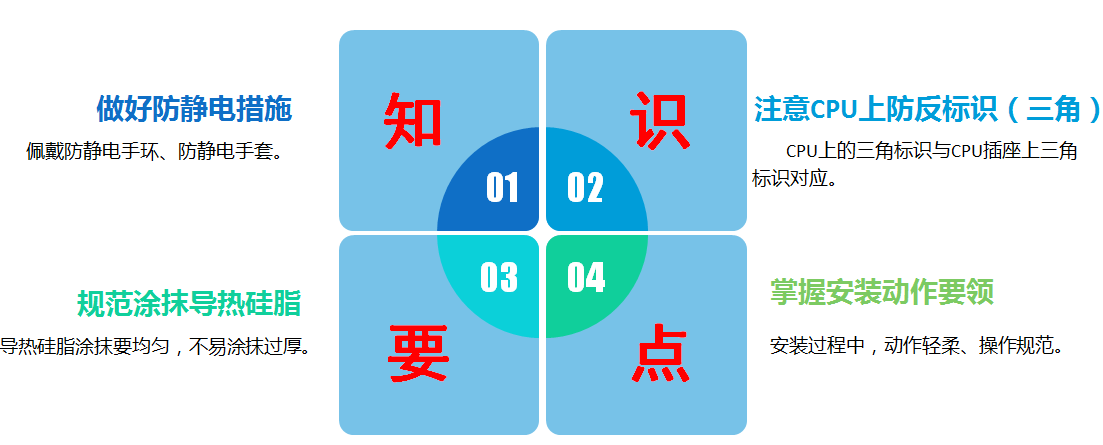 知
识
做好防静电措施
佩戴防静电手环、防静电手套。
01
02
注意CPU上防反标识（三角）
CPU上的三角标识与CPU插座上三角
标识对应。
03
04
规范涂抹导热硅脂
导热硅脂涂抹要均匀，不易涂抹过厚。
掌握安装动作要领
安装过程中，动作轻柔、操作规范。
要
点